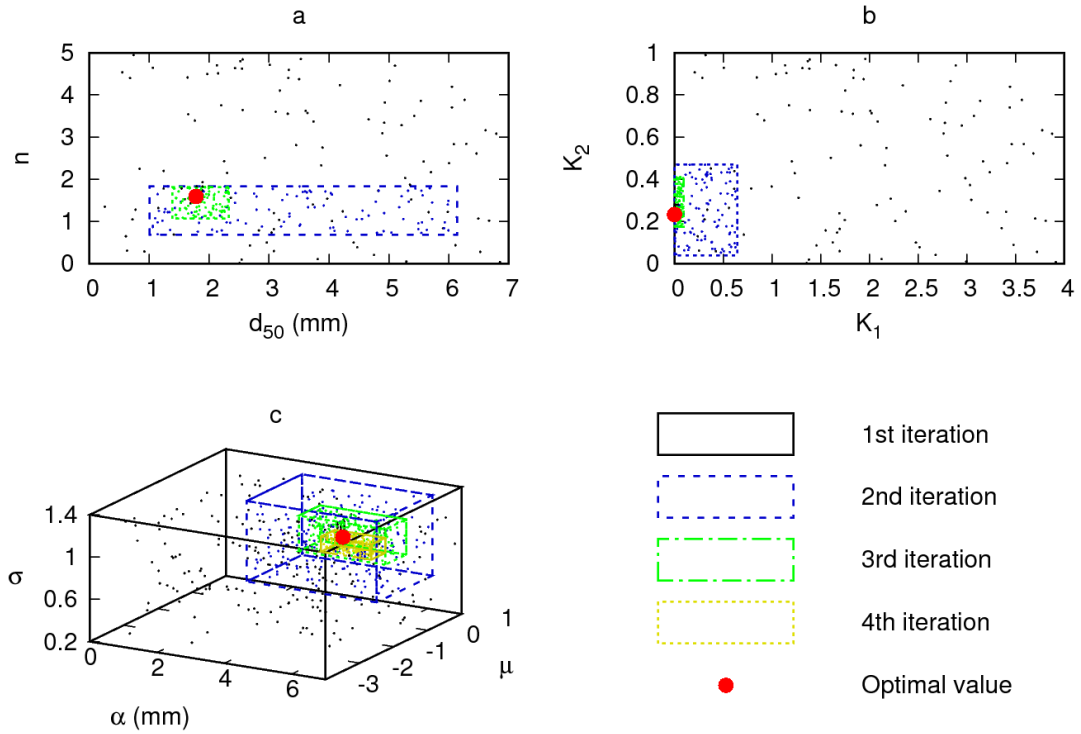 a
5
4
3
2
1
0
n
0 1 2 3 4 5 6 7
d50 (mm)
b
1
0.8
0.6
0.4
0.2
0
K2
0 0.5 1 1.5 2 2.5 3 3.5 4
K1
c
1.4
1
0.6
0.2
σ
0 2 4 6
α (mm)
-3 -2 -1 0 1
μ
1st iteration
2nd iteration
3rd iteration
4th iteration
Optimal value